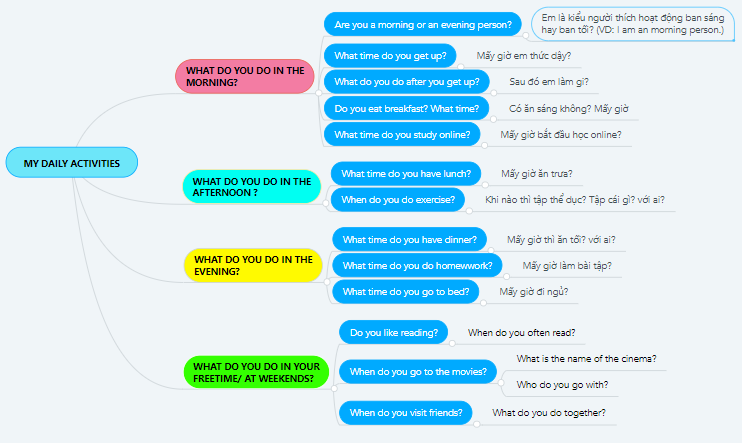 MY DAILY ACTIVITIES
WHAT DO YOU DO IN THE
MORNING?
Are you a morning or an evening person?
Em là kiểu người thích hoạt động ban sáng
hay ban tối? (VD: I am an morning person.)
What time do you get up?
Mấy giờ em thức dậy?
What do you do after you get up?
Sau đó em làm gì?
Do you eat breakfast? What time?
Có ăn sáng không? Mấy giờ
What time do you study online?
Mấy giờ bắt đầu học online?
WHAT DO YOU DO IN THE
AFTERNOON ?
What time do you have lunch?
Mấy giờ ăn trưa?
When do you do exercise?
Khi nào thì tập thể dục? Tập cái gì? với ai?
WHAT DO YOU DO IN THE
EVENING?
What time do you have dinner?
Mấy giờ thì ăn tối? với ai?
What time do you do homewwork?
Mấy giờ làm bài tập?
What time do you go to bed?
Mấy giờ đi ngủ?
WHAT DO YOU DO IN YOUR
FREETIME/ AT WEEKENDS?
Do you like reading?
When do you often read?
When do you go to the movies?
What is the name of the cinema?
Who do you go with?
When do you visit friends?
What do you do together?